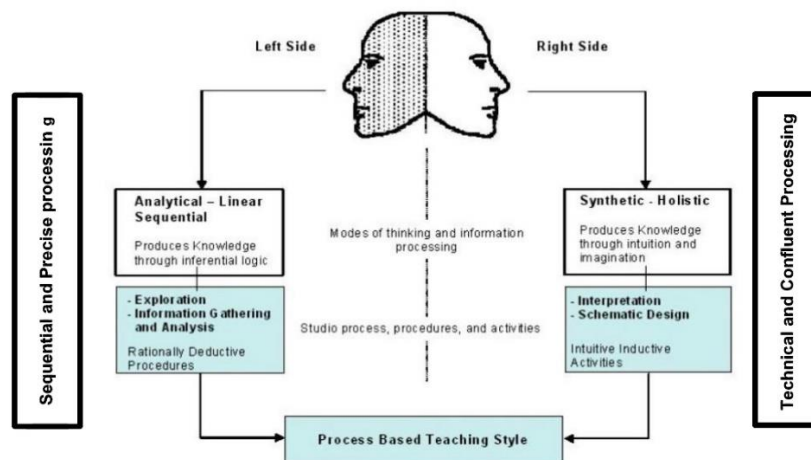 Left Side
Right Side
Sequential and Precise processin g
Analytical – Linear
Sequential
Produces Knowledge
through inferential logic
- Exploration
- Information Gathering
and Analysis
Rationally Deductive
Procedures
Modes of thinking and information
processing
Studio process, procedures, and activities
Synthetic - Holistic
Produces Knowledge
through intuition and
imagination
- Interpretation
- Schematic Design
Intuitive Inductive
Activities
Technical and Confluent Processing
Process Based Teaching Style